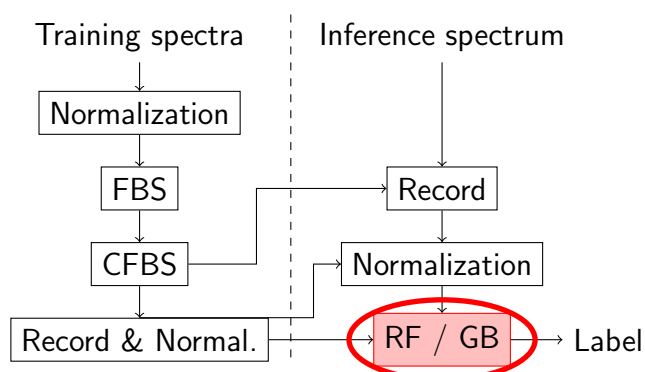 Training spectra
Inference spectrum
Normalization
FBS
Record
CFBS
Normalization
Record & Normal.
RF / GB
Label